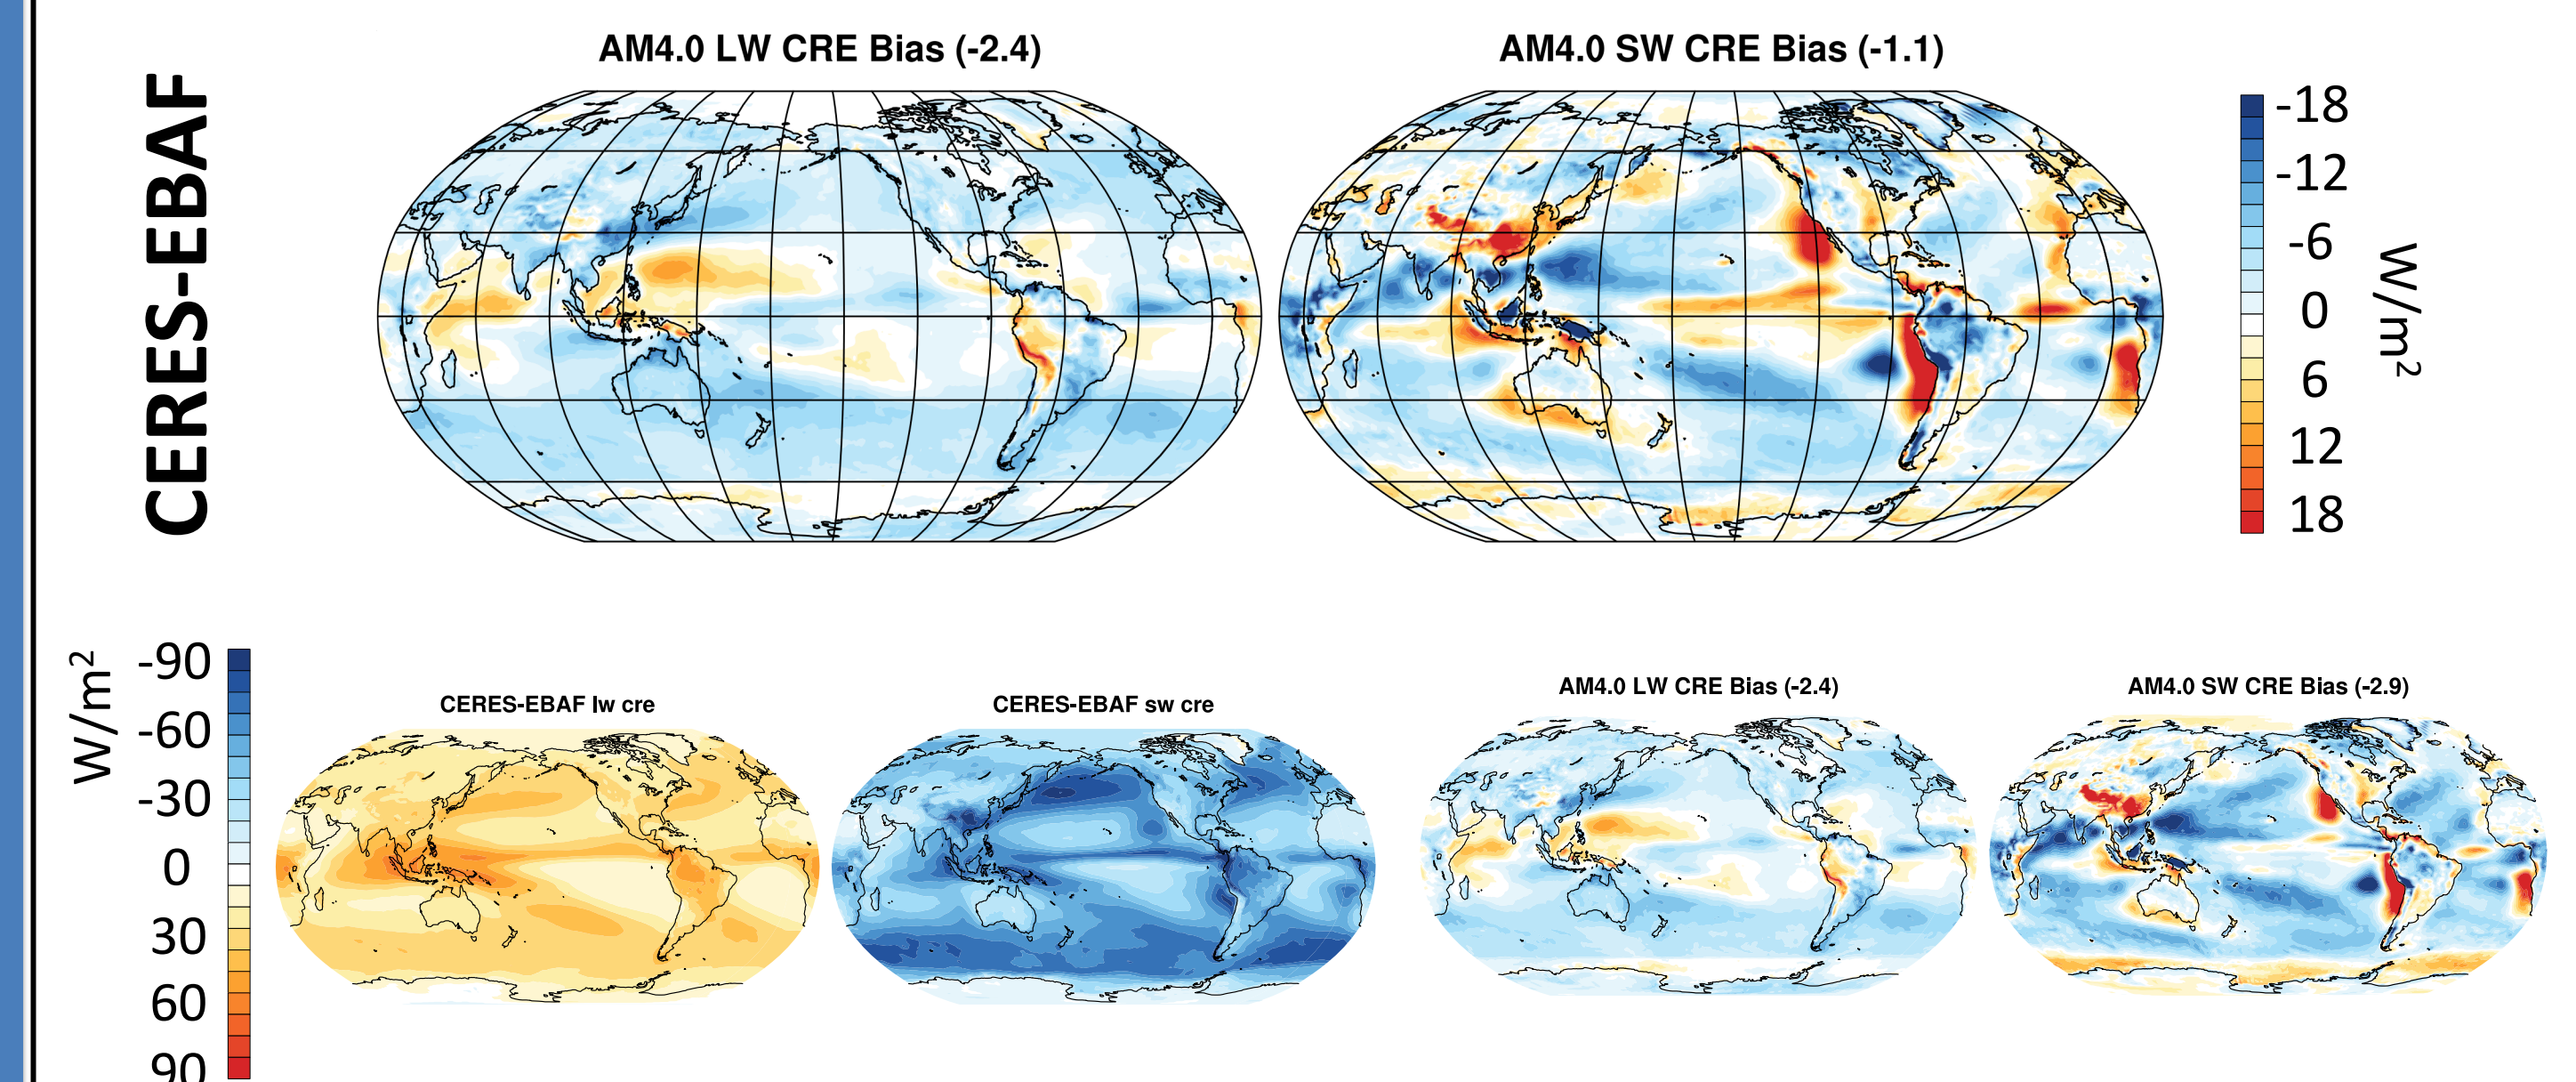 CERES-EBAF
AM4.0 LW CRE Bias (-2.4)
AM4.0 SW CRE Bias (-1.1)
-18
-12
-6
0
6
12
18
W/m²
W/m²
-90
-60
-30
0
30
60
90
CERES-EBAF lw cre
CERES-EBAF sw cre
AM4.0 LW CRE Bias (-2.4)
AM4.0 SW CRE Bias (-2.9)